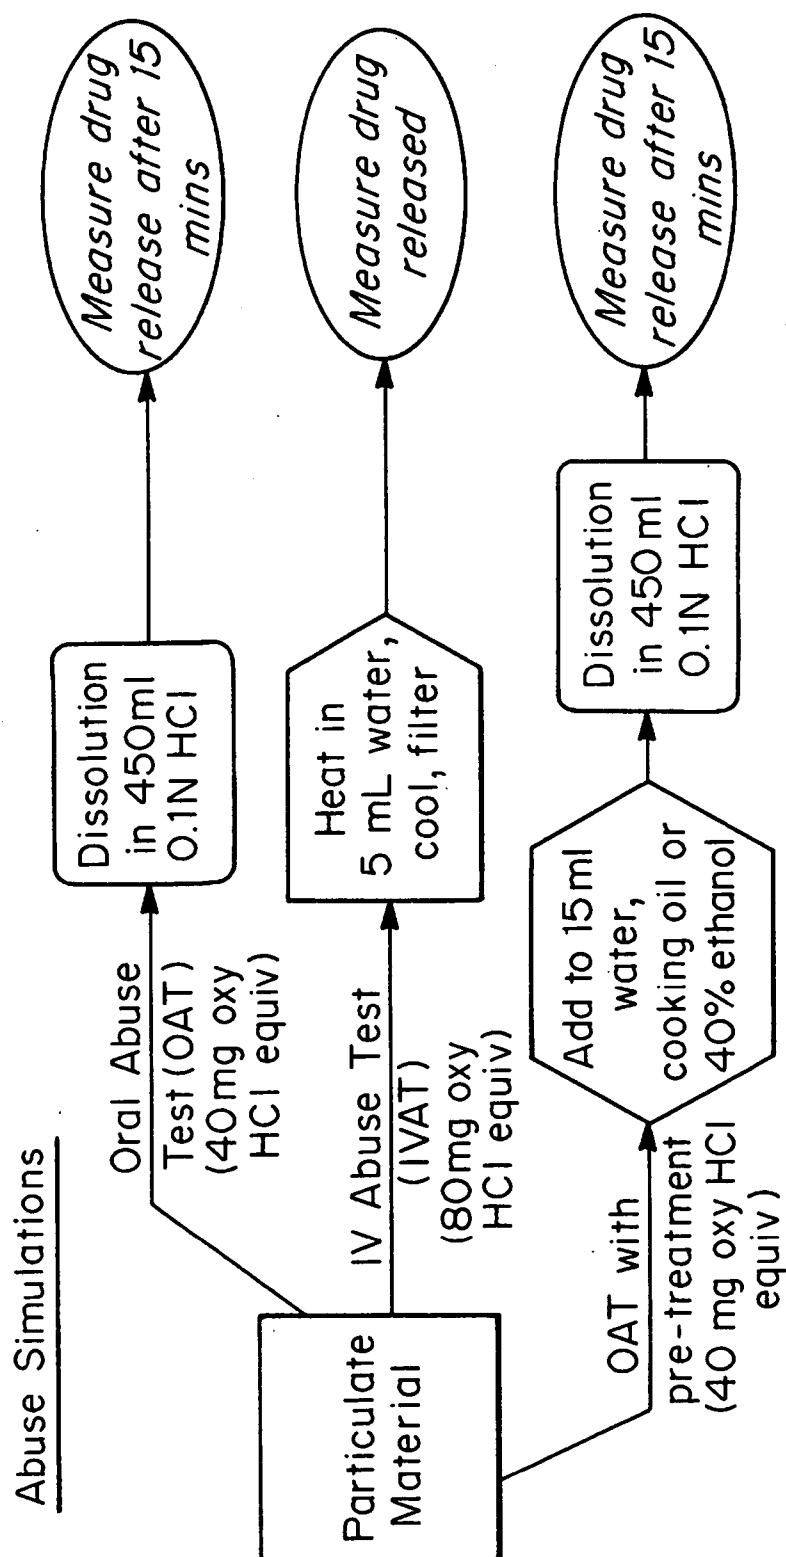 Abuse Simulations
Particulate
Material
Oral Abuse
Test (OAT)
(40mg oxy
HCl equiv)
Dissolution
in 450ml
0.1N HCl
Measure drug
release after 15
mins
IV Abuse Test
(IVAT)
(80mg oxy
HCl equiv)
Heat in
5 mL water,
cool, filter
Measure drug
released
OAT with
pre-treatment
(40 mg oxy HCl
equiv)
Add to 15ml
water,
cooking oil or
40% ethanol
Dissolution
in 450 ml
0.1N HCl
Measure drug
release after 15
mins